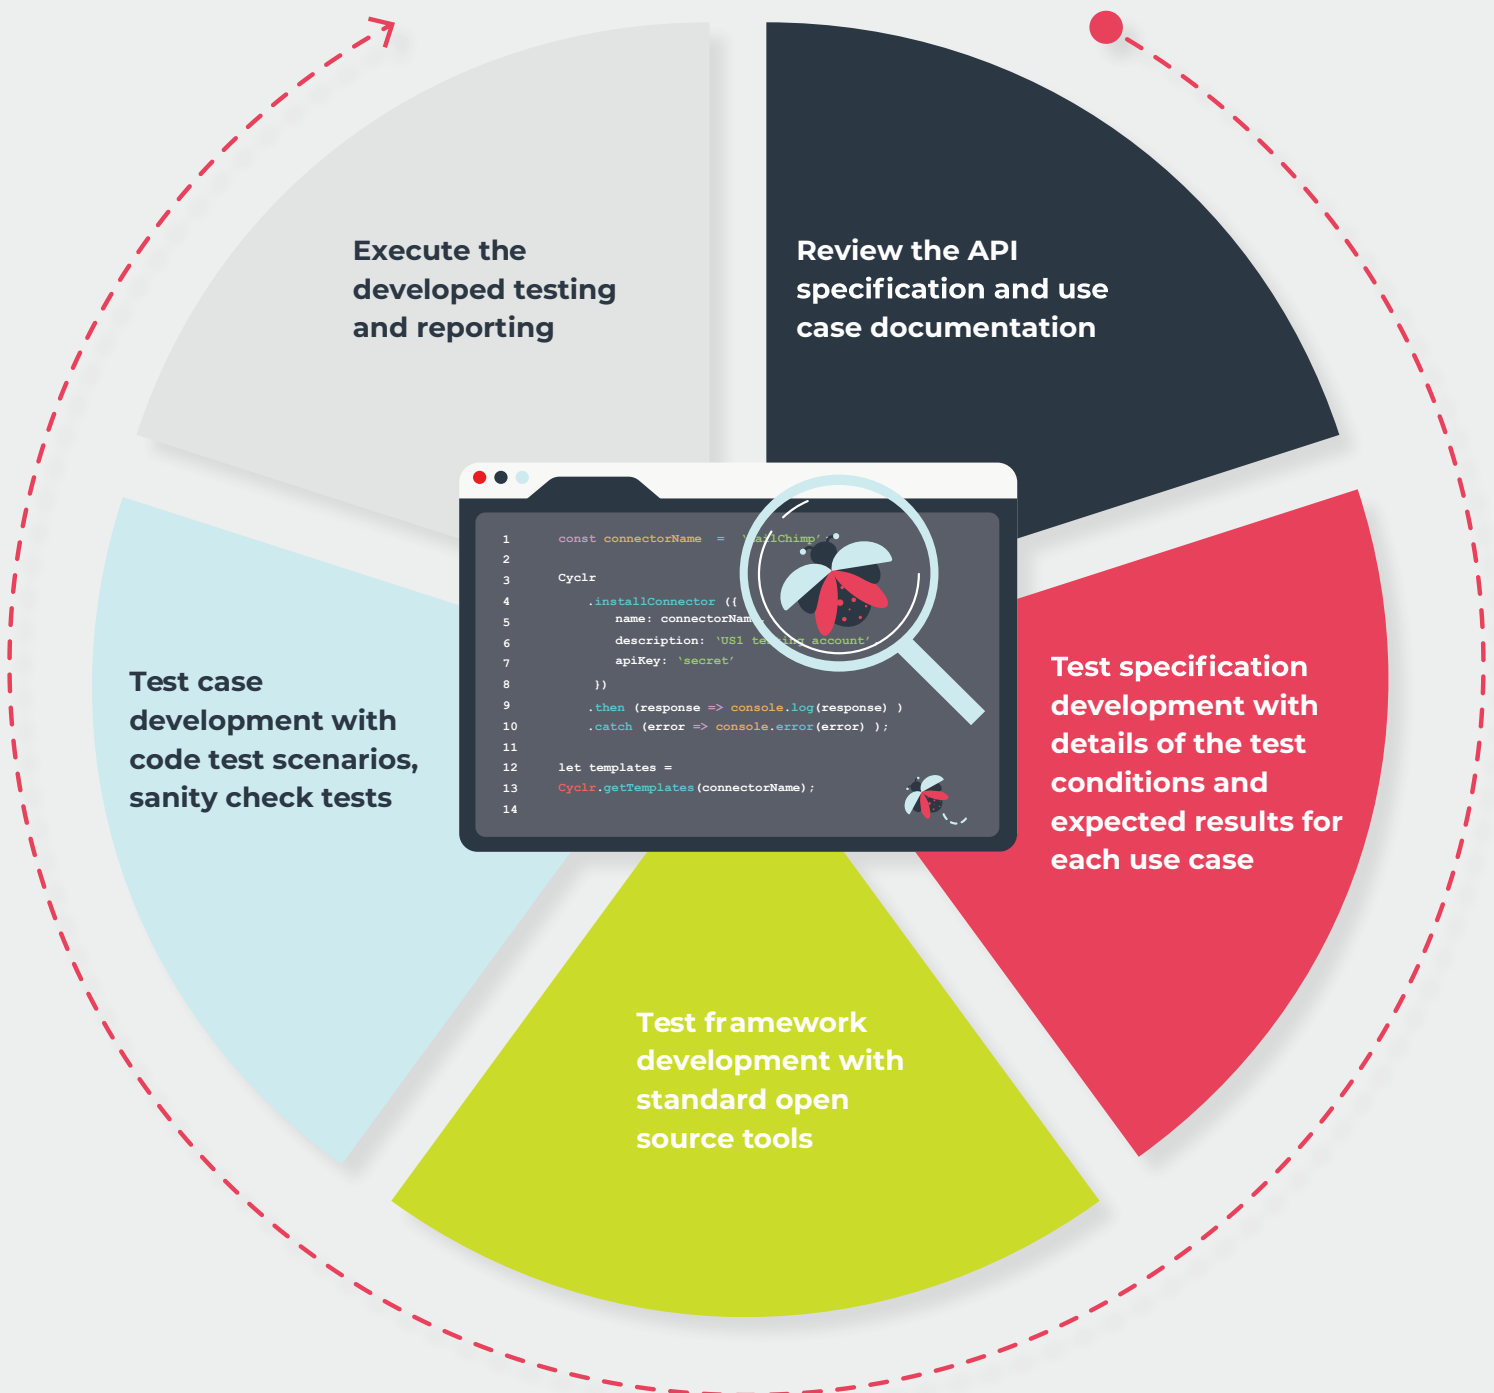 Execute the
developed testing
and reporting
Review the API
specification and use
case documentation
Test specification
development with
details of the test
conditions and
expected results for
each use case
Test framework
development with
standard open
source tools
Test case
development with
code test scenarios,
sanity check tests
1 const connectorName =
2
3 Cyclr
4 .installConnector ({
5 name:
6 description: ‘US1 account’
7 apiKey: ‘secret’
8 })
9 .then (response => console.log(response) )
10 .catch (error => console.error(error) );
11
12 let templates =
13 Cyclr.getTemplates(connectorName);
14